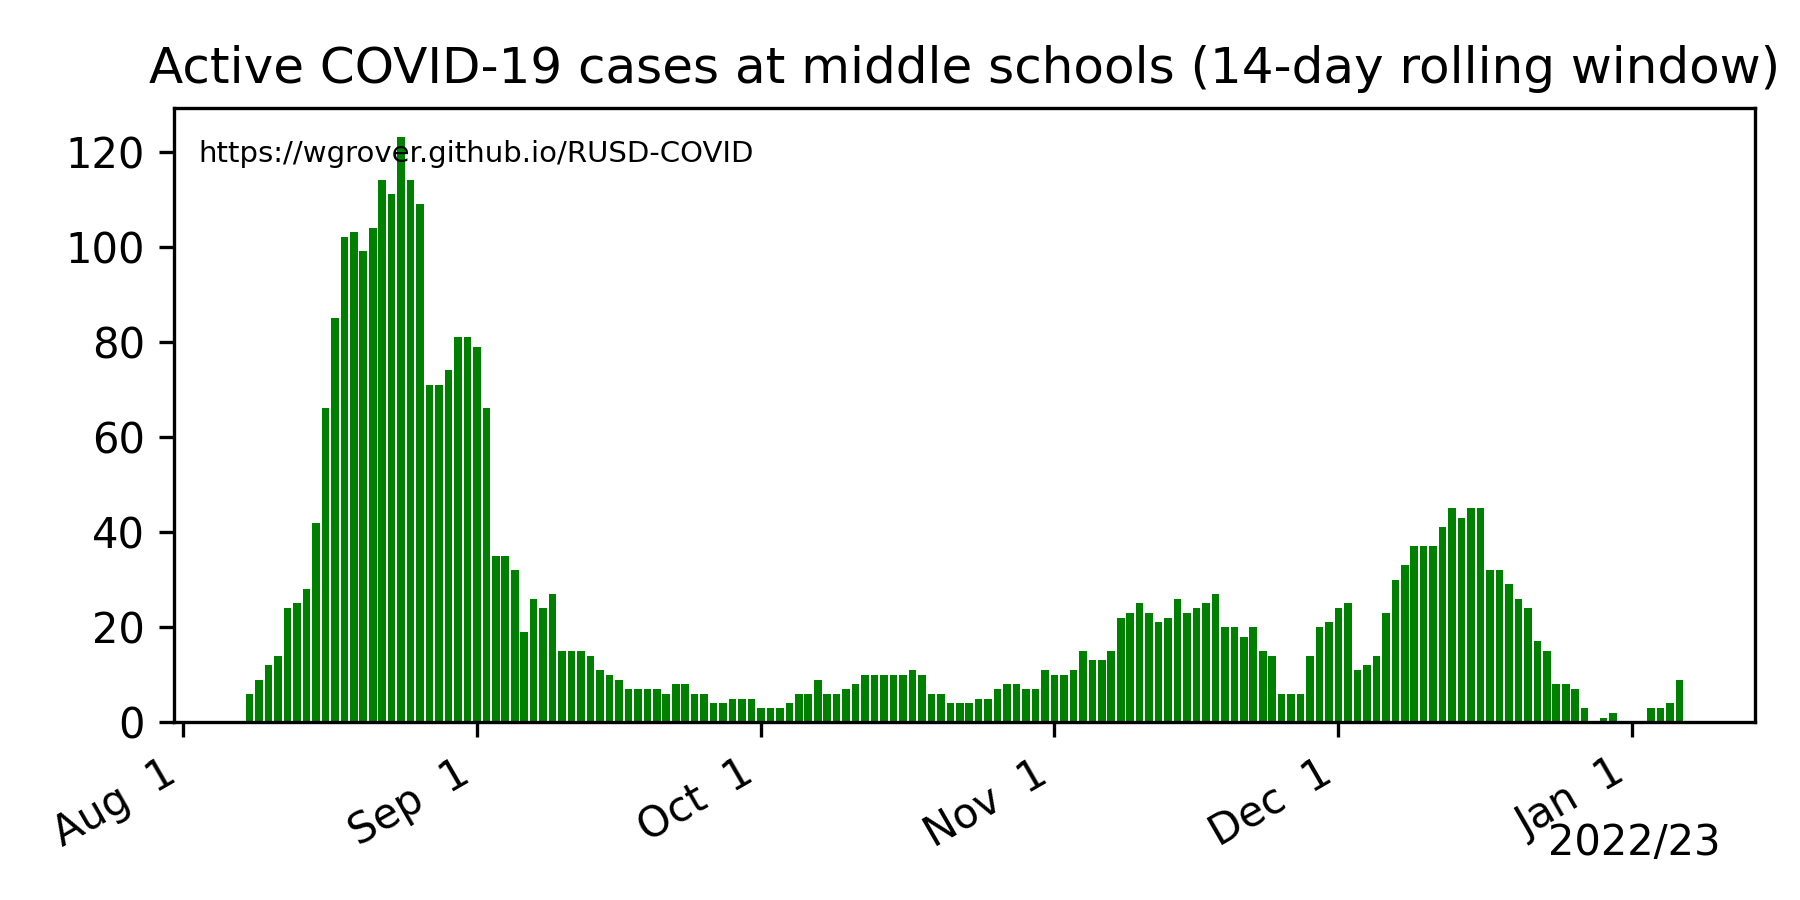 Active COVID-19 cases at middle schools (14-day rolling window)
https://wgrover.github.io/RUSD-COVID
120
100
80
60
40
20
0
Aug 1
Sep 1
Oct 1
Nov 1
Dec 1
Jan 1
2022/23